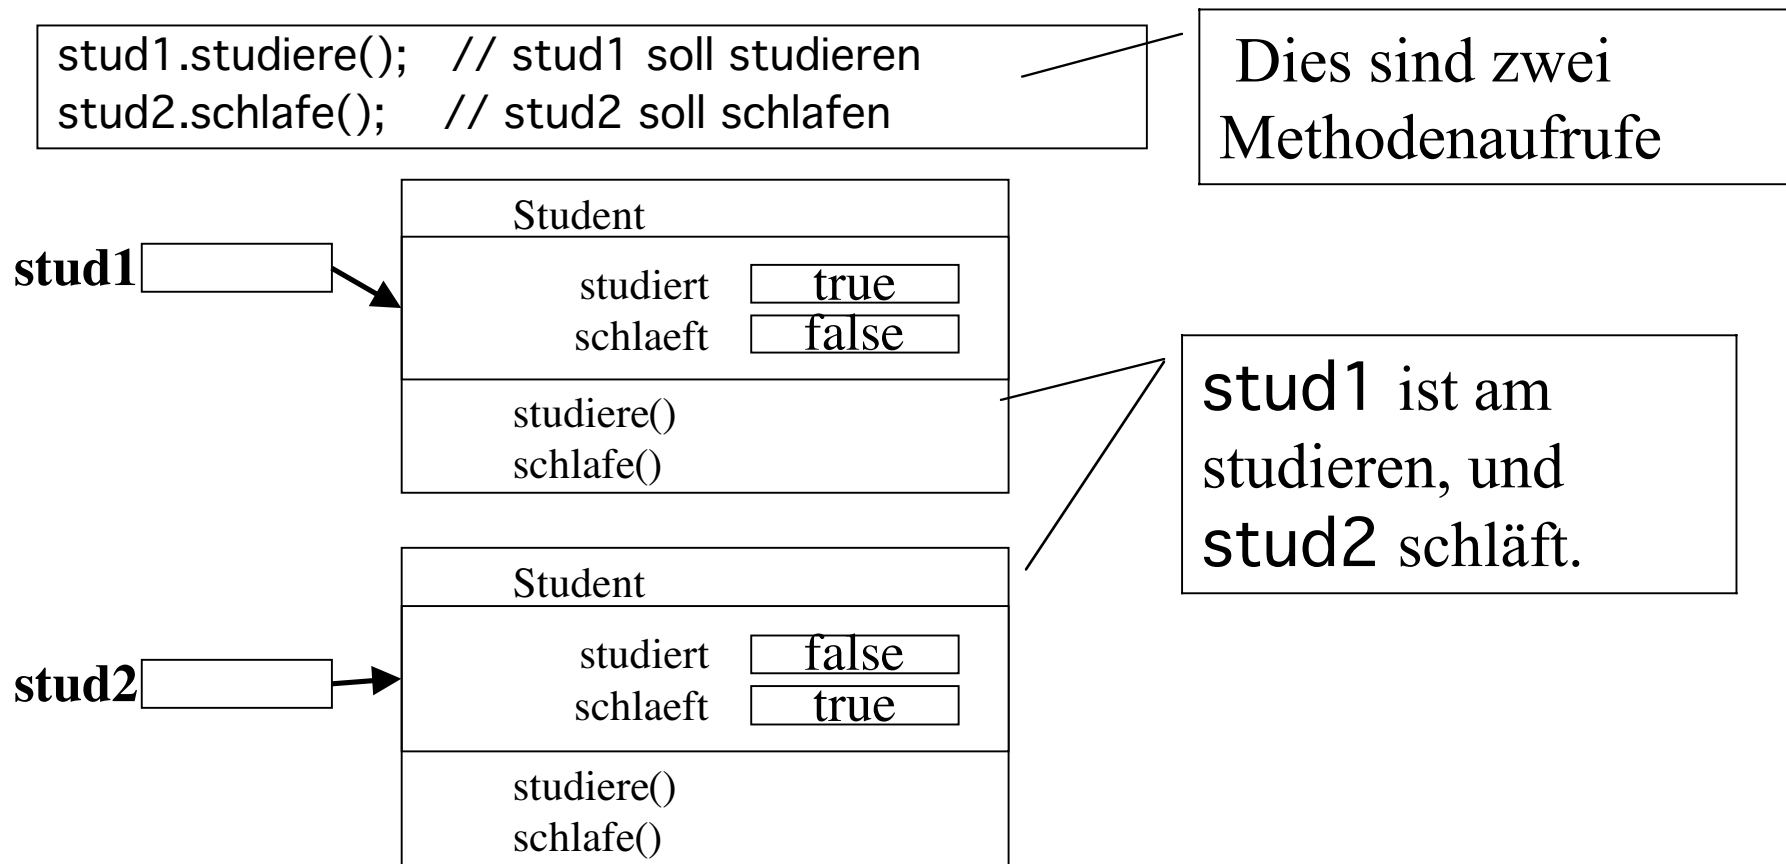 stud1.studiere(); // stud1 soll studieren
stud2.schlafe(); // stud2 soll schlafen
Dies sind zwei
Methodenaufrufe
Student
stud1
studiert true
schlaeft false
studiere()
schlafe()
stud1 ist am
studieren, und
stud2 schläft.
Student
stud2
studiert false
schlaeft true
studiere()
schlafe()